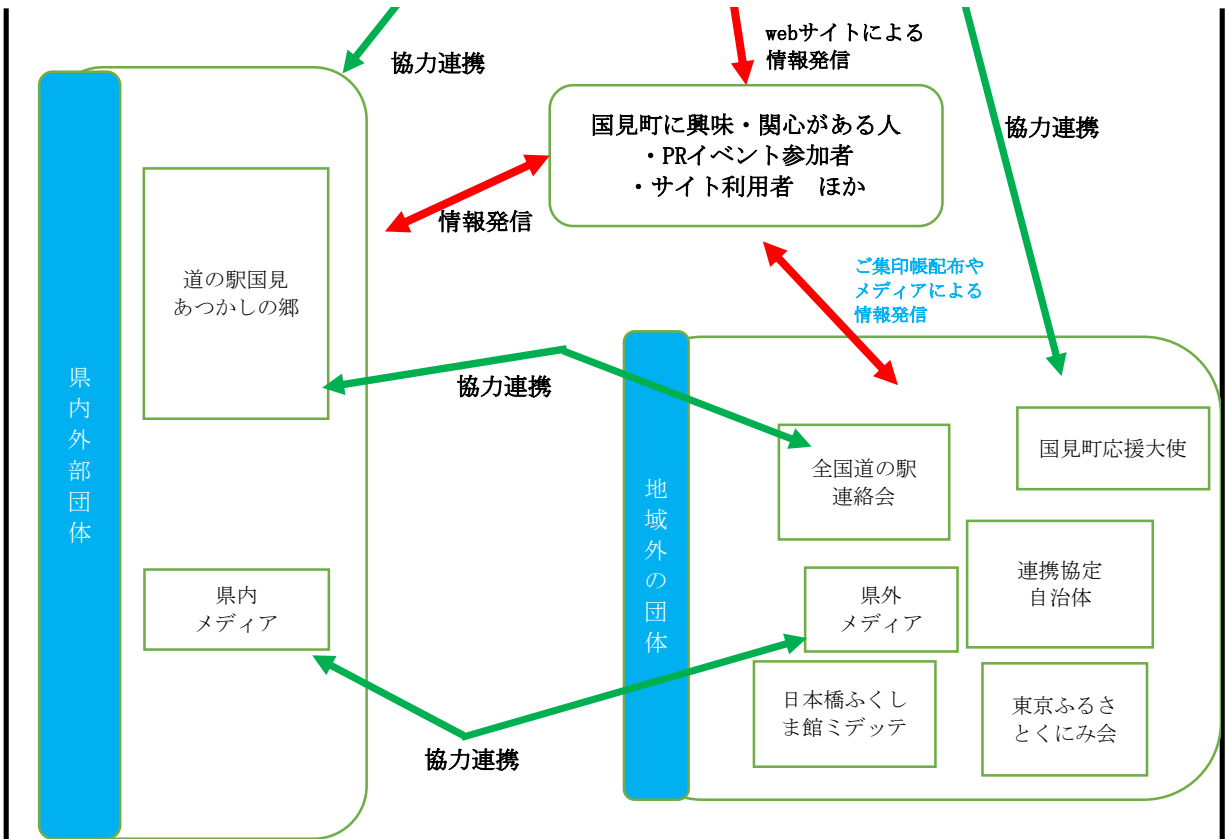 webサイトによる
情報発信
協力連携
国見町に興味・関心がある人
・PRイベント参加者
・サイト利用者　ほか
協力連携
情報発信
県内外部団体
道の駅国見
あつかしの郷
県内
メディア
ご集印帳配布や
メディアによる
情報発信
協力連携
地域外の団体
全国道の駅
連絡会
国見町応援大使
連携協定
自治体
県外
メディア
日本橋ふくし
ま館ミデッテ
東京ふるさ
とくにみ会
協力連携